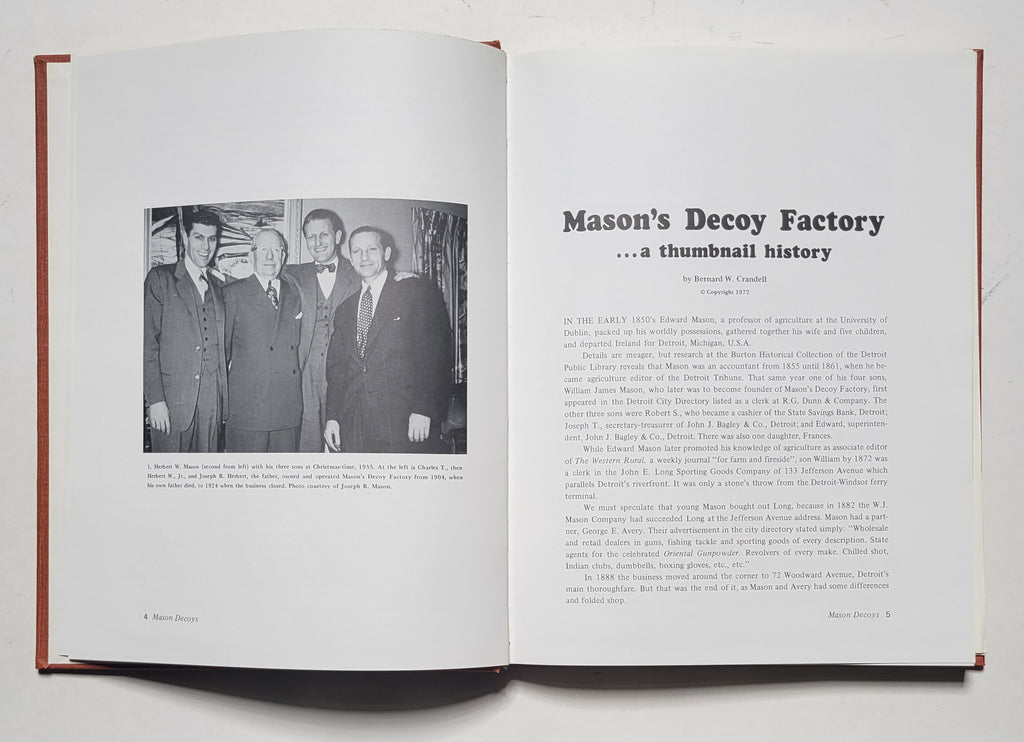 1. Herbert W. Mason (second from left) with his three sons at Christmas-time, 1955. At the left is Charles T., then
Herbert W., Jr., and Joseph R. Herbert, the father, owned and operated Mason's Decoy Factory from 1904, when
his own father died, to 1924 when the business closed. Photo courtesy of Joseph R. Mason.
4 Mason Decoys
Mason's Decoy Factory
...a thumbnail history
by Bernard W. Crandell
© Copyright 1972
IN THE EARLY 1850's Edward Mason, a professor of agriculture at the University of
Dublin, packed up his worldly possessions, gathered together his wife and five children,
and departed Ireland for Detroit, Michigan, U.S.A.
Details are meager, but research at the Burton Historical Collection of the Detroit
Public Library reveals that Mason was an accountant from 1855 until 1861, when he be-
came agriculture editor of the Detroit Tribune. That same year one of his four sons,
William James Mason, who later was to become founder of Mason's Decoy Factory, first
appeared in the Detroit City Directory listed as a clerk at R.G. Dunn & Company. The
other three sons were Robert S., who became a cashier of the State Savings Bank, Detroit;
Joseph T., secretary-treasurer of John J. Bagley & Co., Detroit; and Edward, superinten-
dent, John J. Bagley & Co., Detroit. There was also one daughter, Frances.
While Edward Mason later promoted his knowledge of agriculture as associate editor
of The Western Rural, a weekly journal "for farm and fireside", son William by 1872 was
a clerk in the John E. Long Sporting Goods Company of 133 Jefferson Avenue which
parallels Detroit's riverfront. It was only a stone's throw from the Detroit-Windsor ferry
terminal.
We must speculate that young Mason bought out Long, because in 1882 the W.J.
Mason Company had succeeded Long at the Jefferson Avenue address. Mason had a part-
ner, George E. Avery. Their advertisement in the city directory stated simply: "Wholesale
and retail dealers in guns, fishing tackle and sporting goods of every description. State
agents for the celebrated Oriental Gunpowder. Revolvers of every make. Chilled shot,
Indian clubs, dumbbells, boxing gloves, etc., etc."
In 1888 the business moved around the corner to 72 Woodward Avenue, Detroit's
main thoroughfare. But that was the end of it, as Mason and Avery had some differences
and folded shop.
Mason Decoys 5